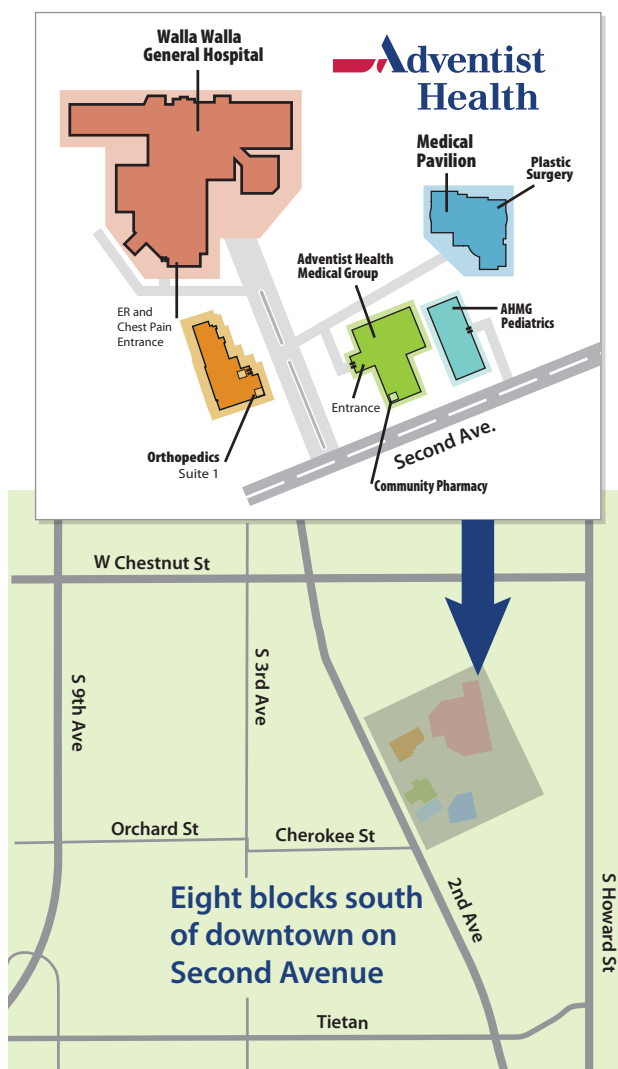 Walla Walla
General Hospital
Adventist
Health
Medical
Pavilion
Plastic
Surgery
Adventist Health
Medical Group
ER and
Chest Pain
Entrance
AHMG
Pediatrics
Entrance
Orthopedics
Suite 1
Second Ave.
Community Pharmacy
W Chestnut St
S 9th Ave
S 3rd Ave
Orchard St
Cherokee St
2nd Ave
S Howard St
Eight blocks south
of downtown on
Second Avenue
Tietan